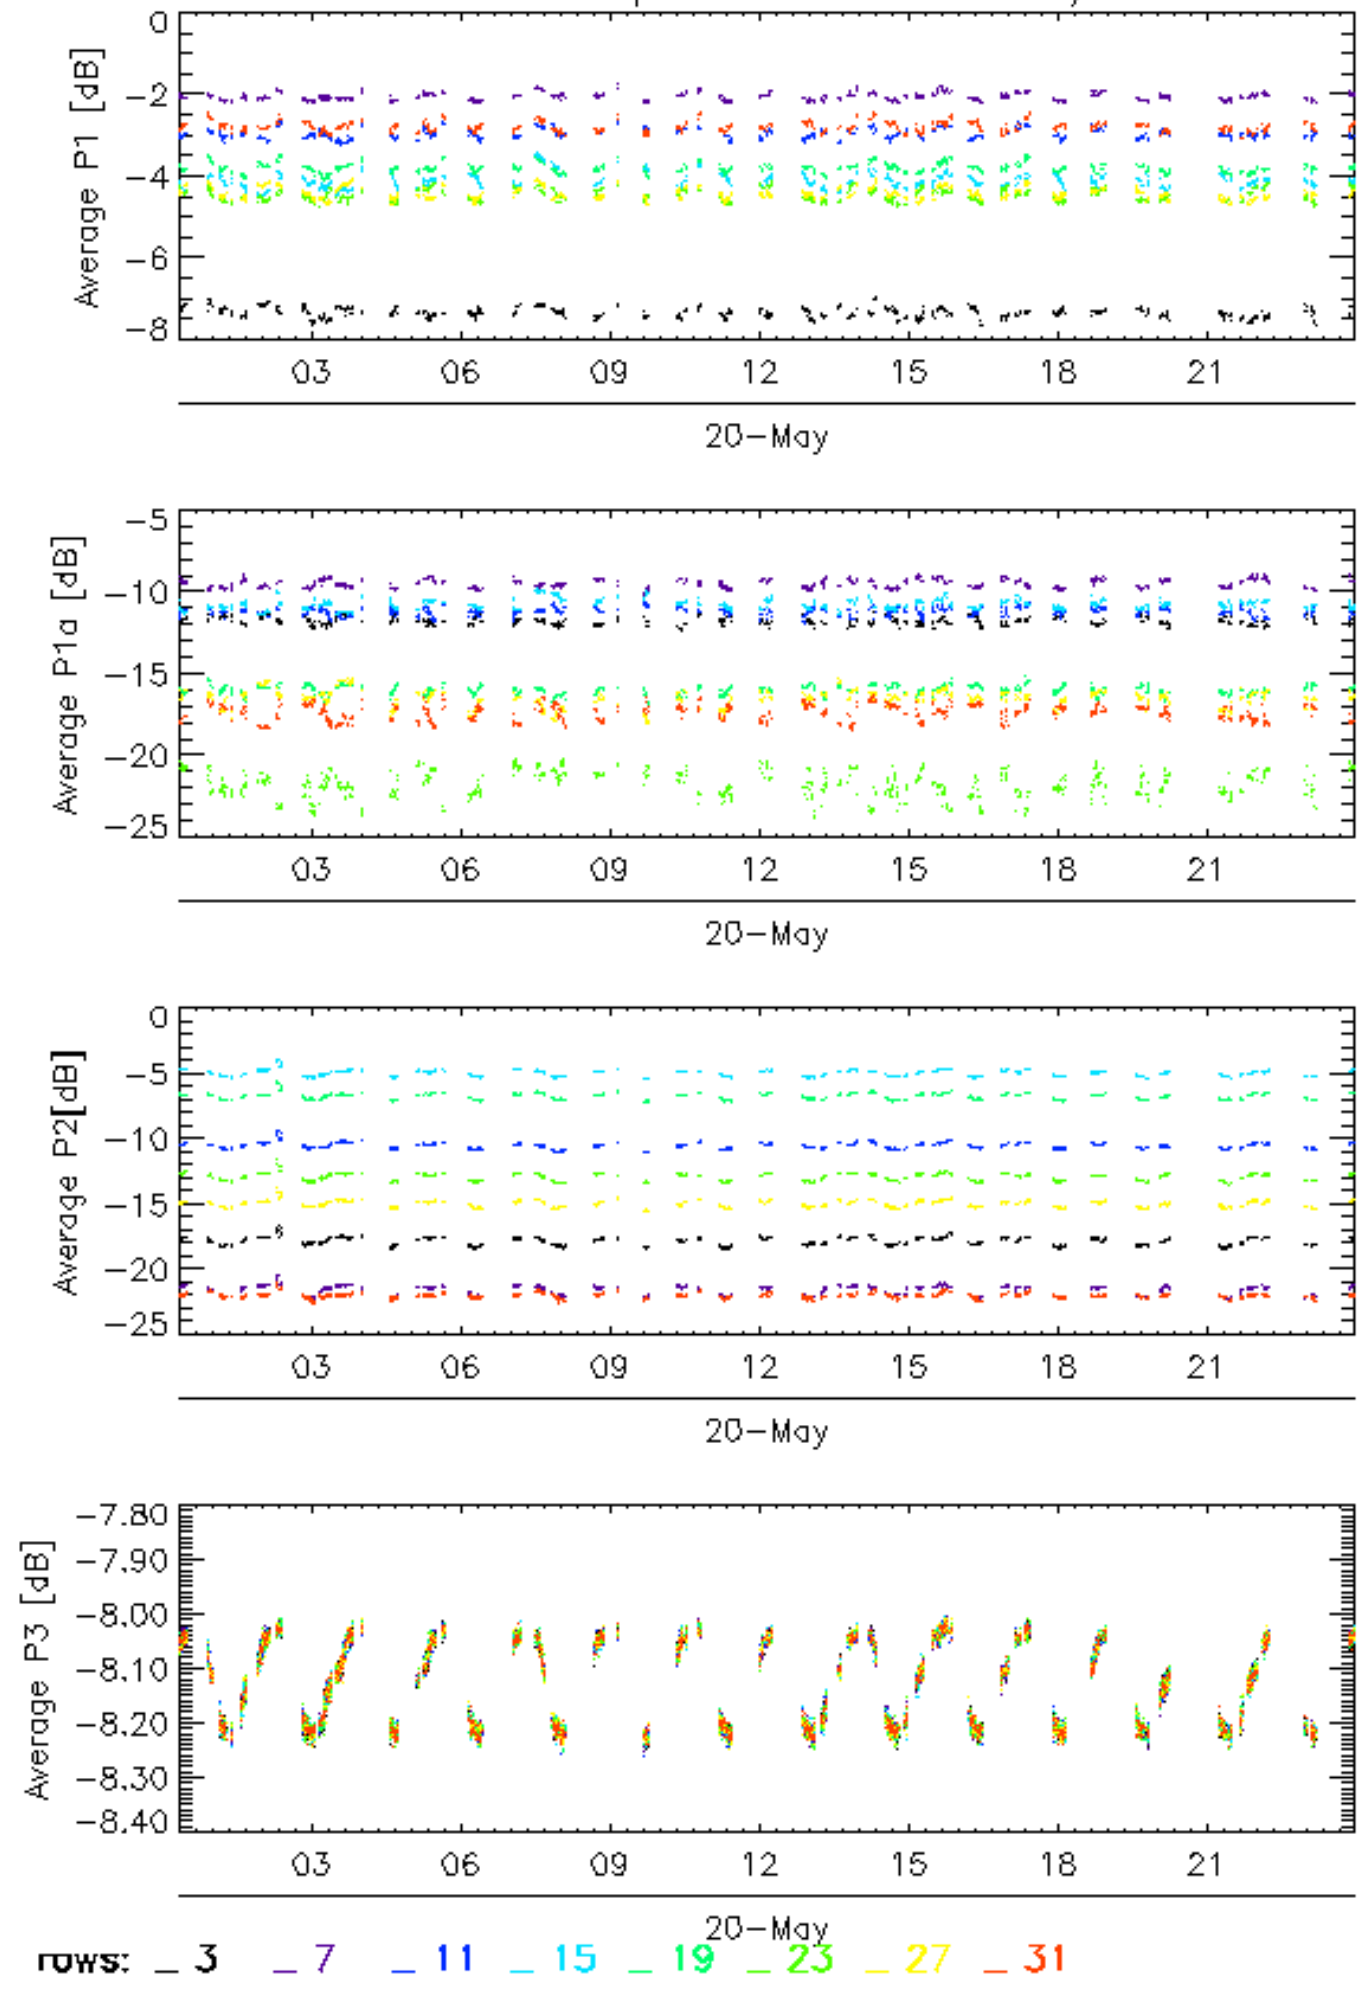 0
-2
-4
-6
-8
Average P1 [dB]
03 06 09 12 15 18 21
20-May
-5
-10
-15
-20
-25
Average P1a [dB]
03 06 09 12 15 18 21
20-May
0
-5
-10
-15
-20
-25
Average P2[dB]
03 06 09 12 15 18 21
20-May
-7.80
-7.90
-8.00
-8.10
-8.20
-8.30
-8.40
Average P3 [dB]
03 06 09 12 15 18 21
20-May
rows: _ 3 _ 7 _ 11 _ 15 _ 19 _ 23 _ 27 _ 31